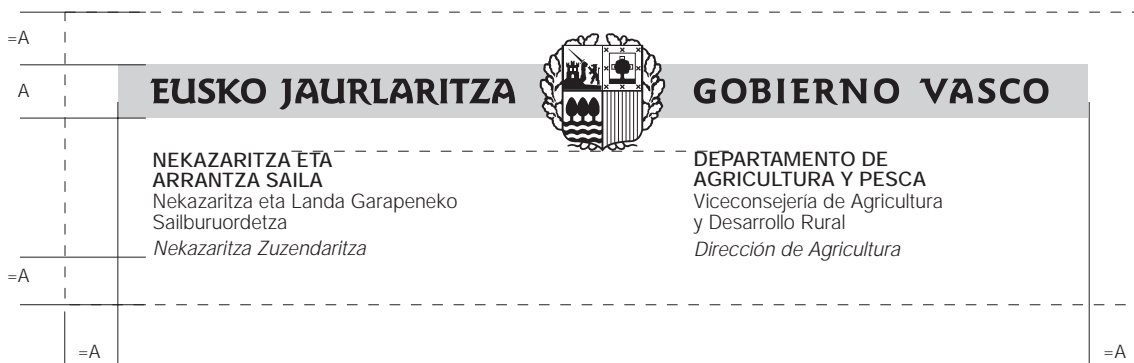 =A
A
EUSKO JAURLARITZA
GOBIERNO VASCO
NEKAZARITZA ETA
ARRANTZA SAILA
Nekazaritza eta Landa Garapeneko
Sailburuordetza
Nekazaritza Zuzendaritza
DEPARTAMENTO DE
AGRICULTURA Y PESCA
Viceconsejería de Agricultura
y Desarrollo Rural
Dirección de Agricultura
=A
=A
=A